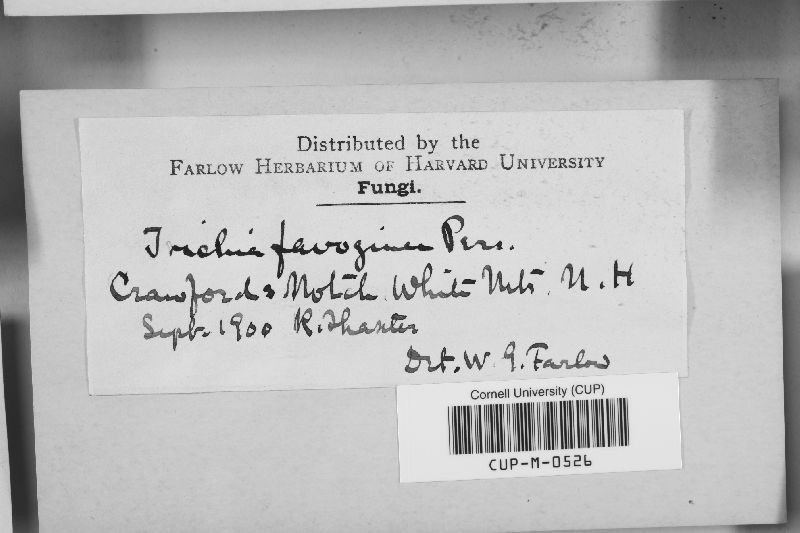 Distributed by the
FARLOW HERBARIUM OF HARVARD UNIVERSITY
Fungi.
Trichia favoginea Pers.
Crawfords Notch. White Mts. N. H
Sept. 1900 R. Thaxter
Det. W. G. Farlow
Cornell University (CUP)
CUP-M-0526